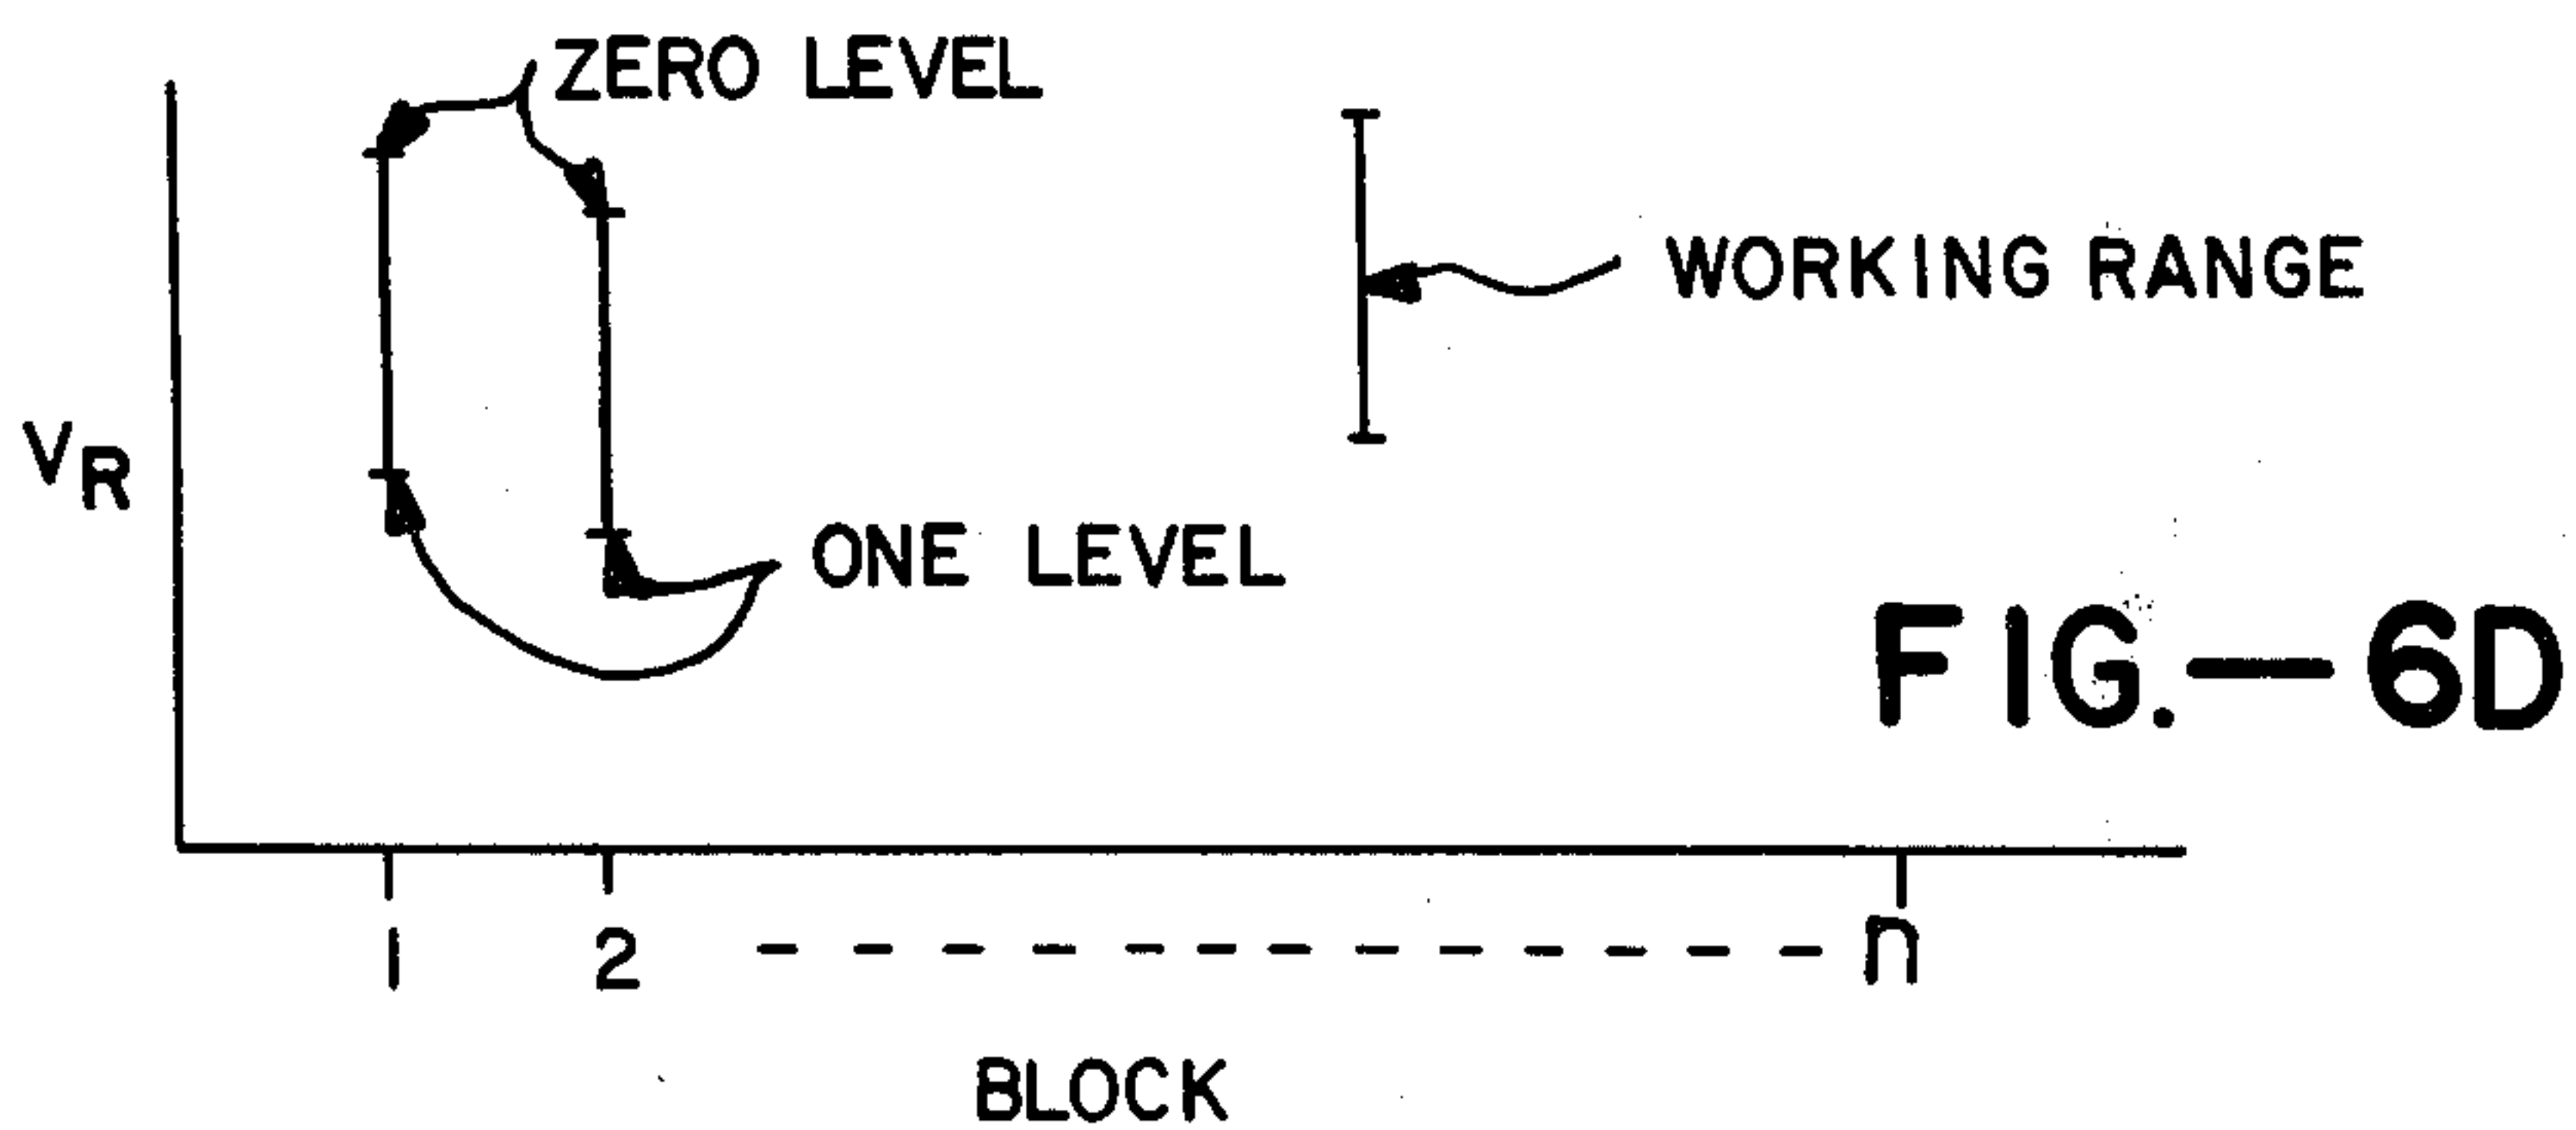 ZERO LEVEL
WORKING RANGE
VR
ONE LEVEL
FIG.—6D
1 2 - - - - - - - - - - - - - n
BLOCK